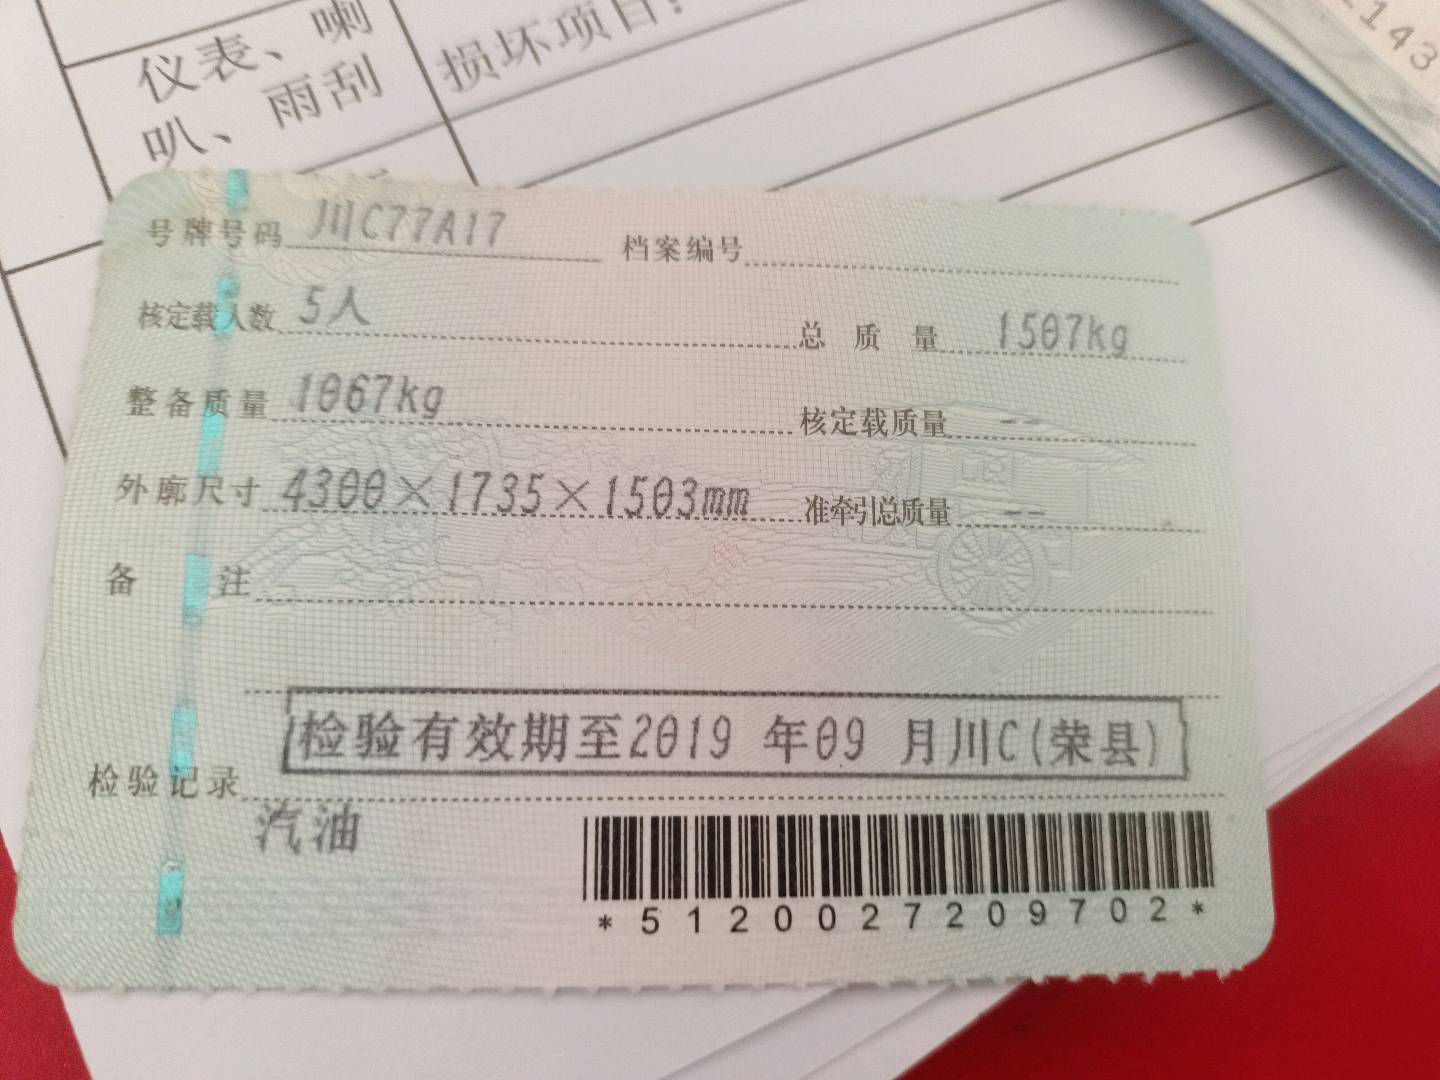 仪表、喇
叭、雨刮
损坏项目：
2143
号牌号码 川C77A17 档案编号
核定载人数 5人 总质量 1507kg
整备质量 1067kg 核定载质量 --
外廓尺寸 4300×1735×1503mm 准牵引总质量 --
备注
检验有效期至2019 年09 月川C(荣县)
检验记录
汽油
*5120027209702*